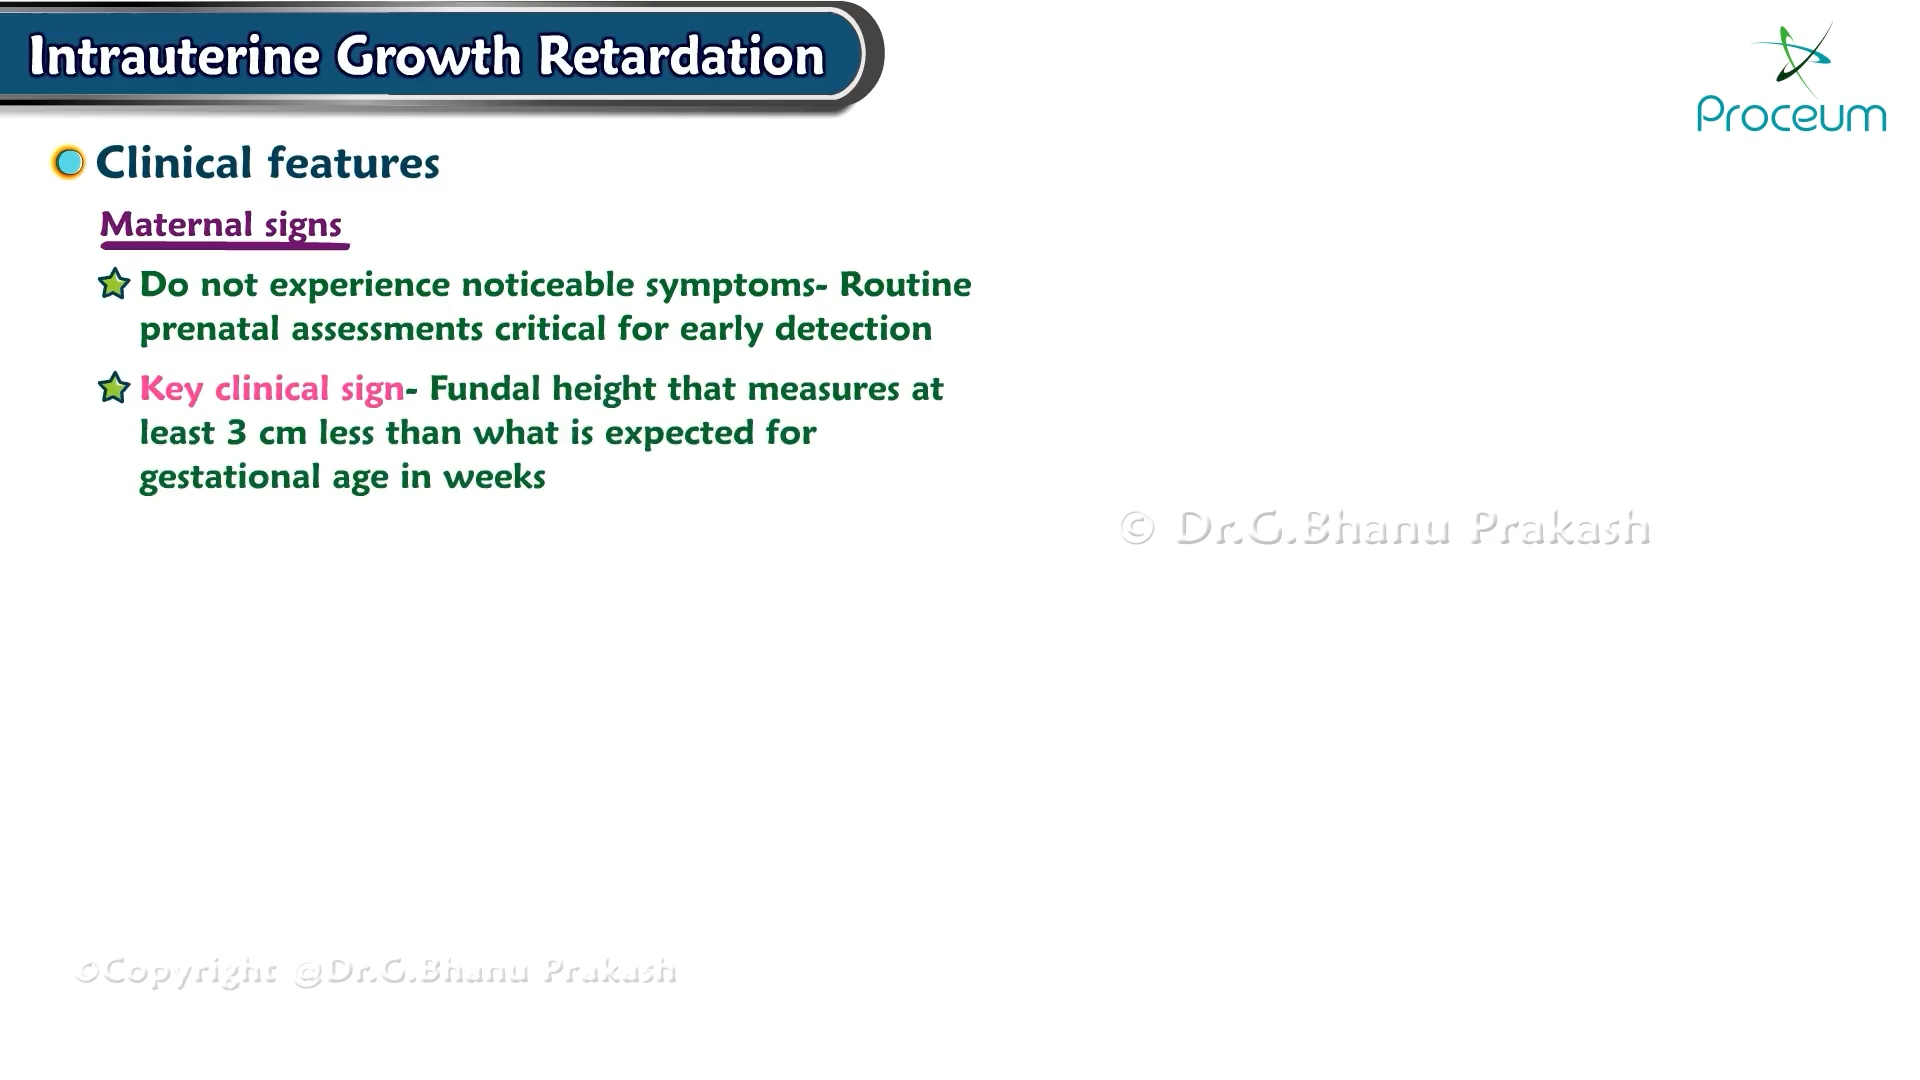 Intrauterine Growth Retardation
Proceum
Clinical features
Maternal signs
Do not experience noticeable symptoms- Routine
prenatal assessments critical for early detection
Key clinical sign- Fundal height that measures at
least 3 cm less than what is expected for
gestational age in weeks
© Dr.G.Bhanu Prakash
©Copyright @Dr.G.Bhanu Prakash